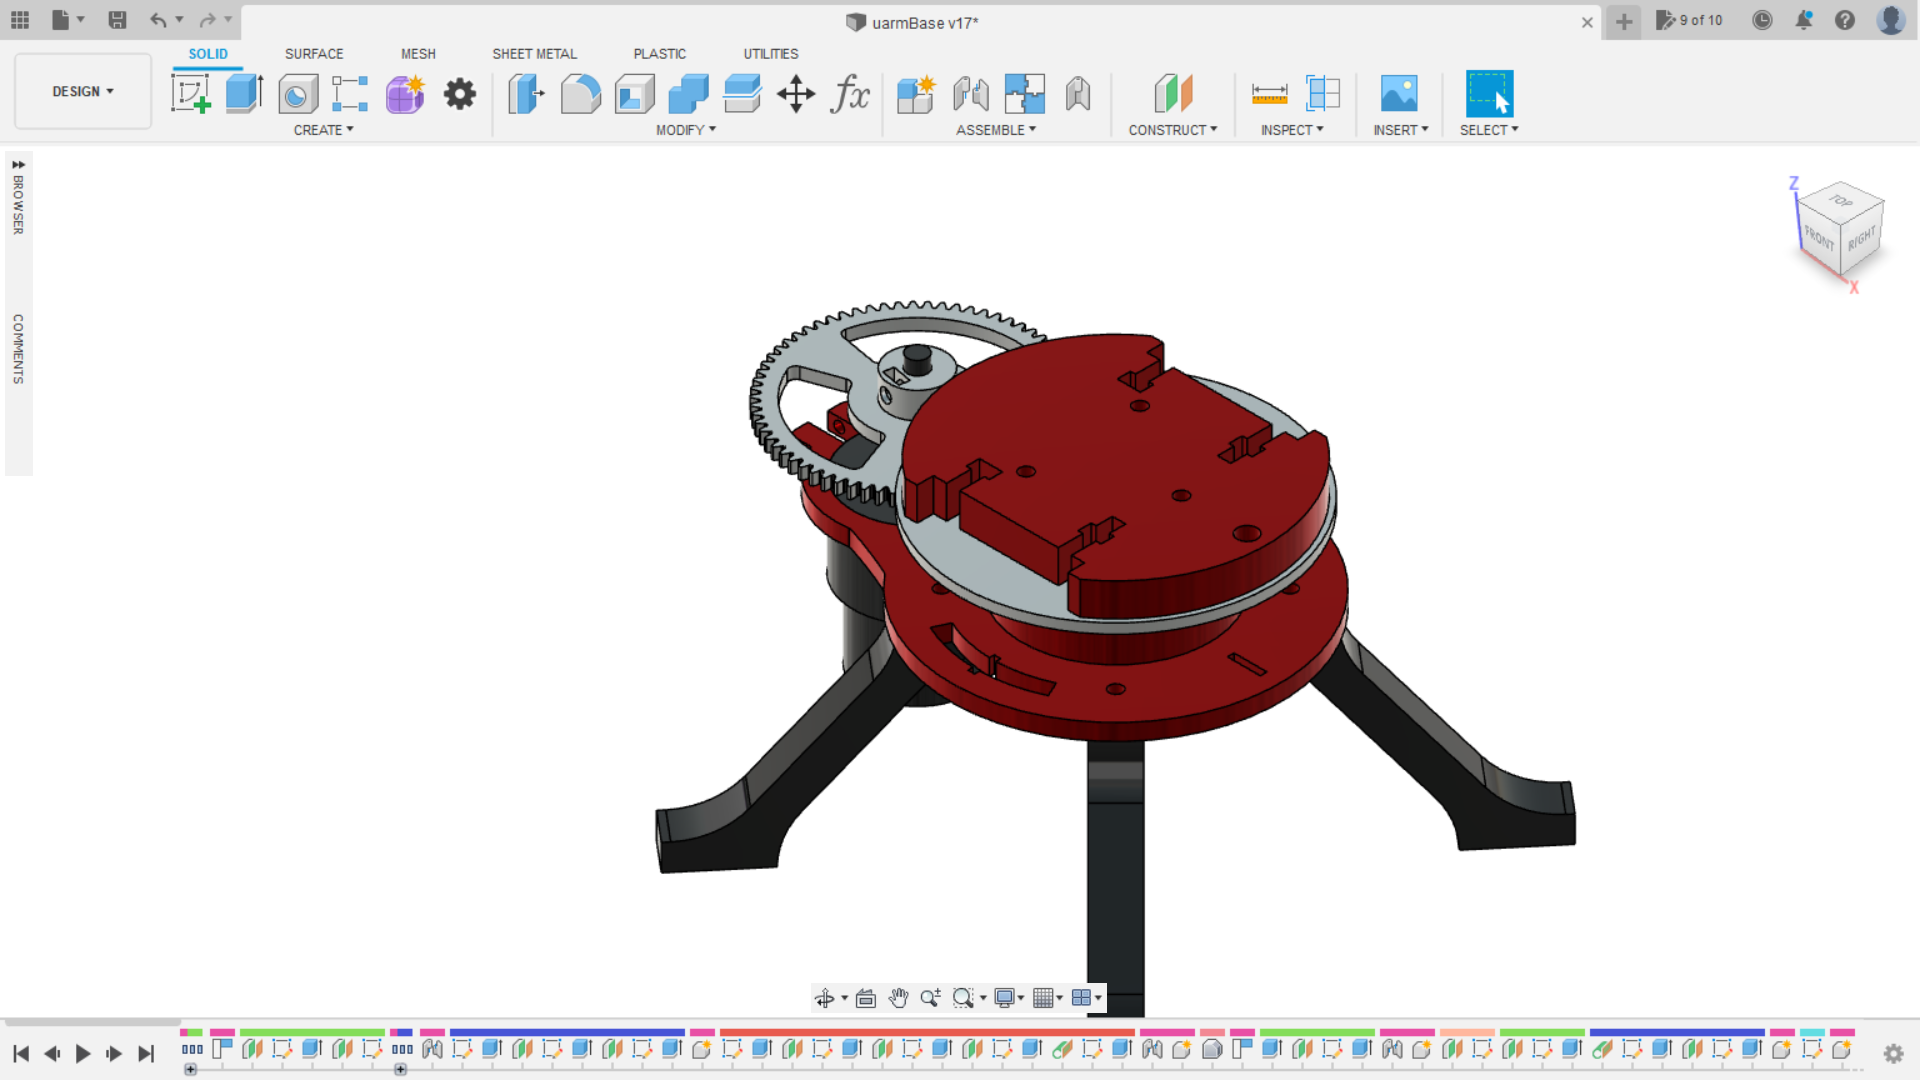 uarmBase v17*
9 of 10
DESIGN
SOLID
SURFACE
MESH
SHEET METAL
PLASTIC
UTILITIES
fx
CREATE
MODIFY
ASSEMBLE
CONSTRUCT
INSPECT
INSERT
SELECT
BROWSER
COMMENTS
Z
TOP
FRONT
RIGHT
X